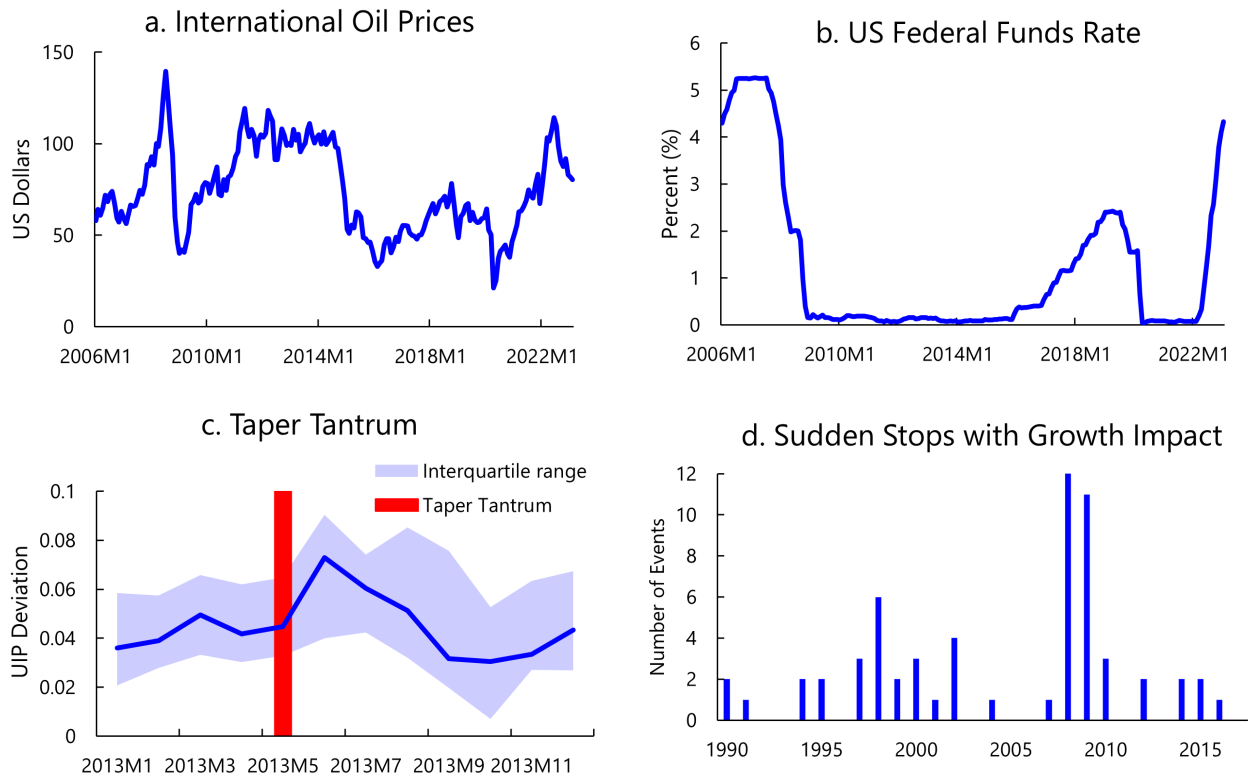 a. International Oil Prices
US Dollars
150
100
50
0
2006M1 2010M1 2014M1 2018M1 2022M1
b. US Federal Funds Rate
Percent (%)
6
5
4
3
2
1
0
2006M1 2010M1 2014M1 2018M1 2022M1
c. Taper Tantrum
Interquartile range
Taper Tantrum
UIP Deviation
0.1
0.08
0.06
0.04
0.02
0
2013M1 2013M3 2013M5 2013M7 2013M9 2013M11
d. Sudden Stops with Growth Impact
Number of Events
12
10
8
6
4
2
0
1990 1995 2000 2005 2010 2015